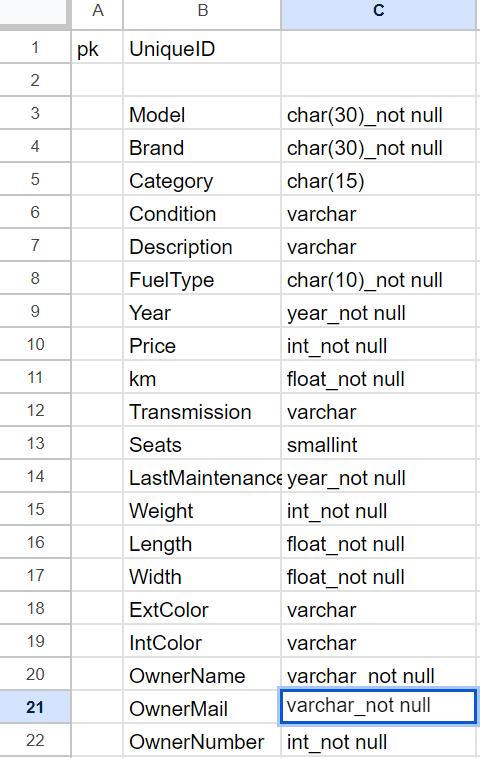 A B C
1 pk UniqueID
2
3 Model char(30)_not null
4 Brand char(30)_not null
5 Category char(15)
6 Condition varchar
7 Description varchar
8 FuelType char(10)_not null
9 Year year_not null
10 Price int_not null
11 km float_not null
12 Transmission varchar
13 Seats smallint
14 LastMaintenance year_not null
15 Weight int_not null
16 Length float_not null
17 Width float_not null
18 ExtColor varchar
19 IntColor varchar
20 OwnerName varchar_not null
21 OwnerMail varchar_not null
22 OwnerNumber int_not null